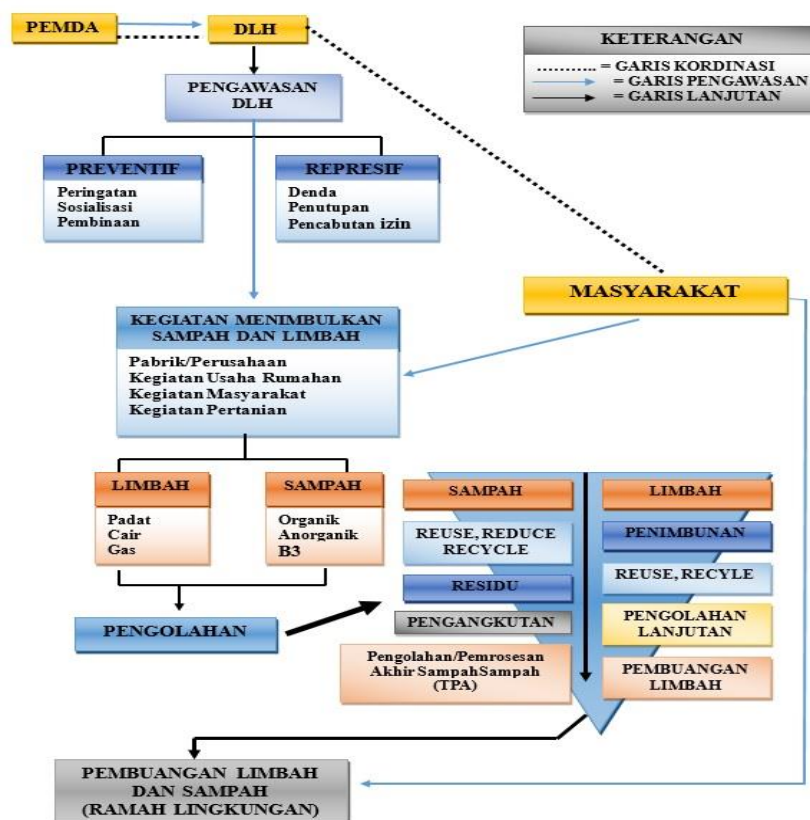 PEMDA
DLH
KETERANGAN
= GARIS KORDINASI
= GARIS PENGAWASAN
= GARIS LANJUTAN
PENGAWASAN
DLH
PREVENTIF
Peringatan
Sosialisasi
Pembinaan
REPRESIF
Denda
Penutupan
Pencabutan izin
MASYARAKAT
KEGIATAN MENIMBULKAN
SAMPAH DAN LIMBAH
Pabrik/Perusahaan
Kegiatan Usaha Rumahan
Kegiatan Masyarakat
Kegiatan Pertanian
LIMBAH
Padat
Cair
Gas
SAMPAH
Organik
Anorganik
B3
PENGOLAHAN
SAMPAH
REUSE, REDUCE
RECYCLE
RESIDU
PENGANGKUTAN
Pengolahan/Pemrosesan
Akhir SampahSampah
(TPA)
LIMBAH
PENIMBUNAN
REUSE, RECYLE
PENGOLAHAN
LANJUTAN
PEMBUANGAN
LIMBAH
PEMBUANGAN LIMBAH
DAN SAMPAH
(RAMAH LINGKUNGAN)